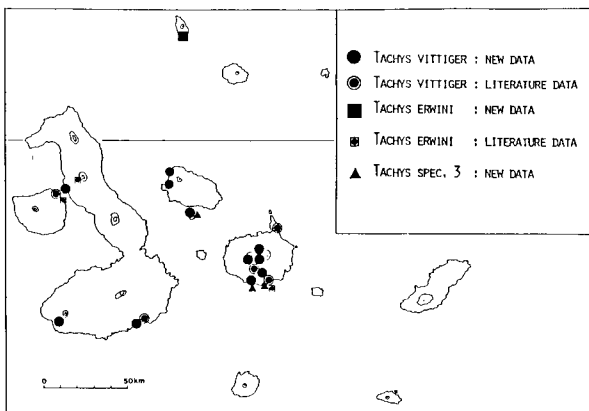 TACHYS VITTIGER : NEW DATA
TACHYS VITTIGER : LITERATURE DATA
TACHYS ERWINI : NEW DATA
TACHYS ERWINI : LITERATURE DATA
TACHYS SPEC. 3 : NEW DATA
0 50km